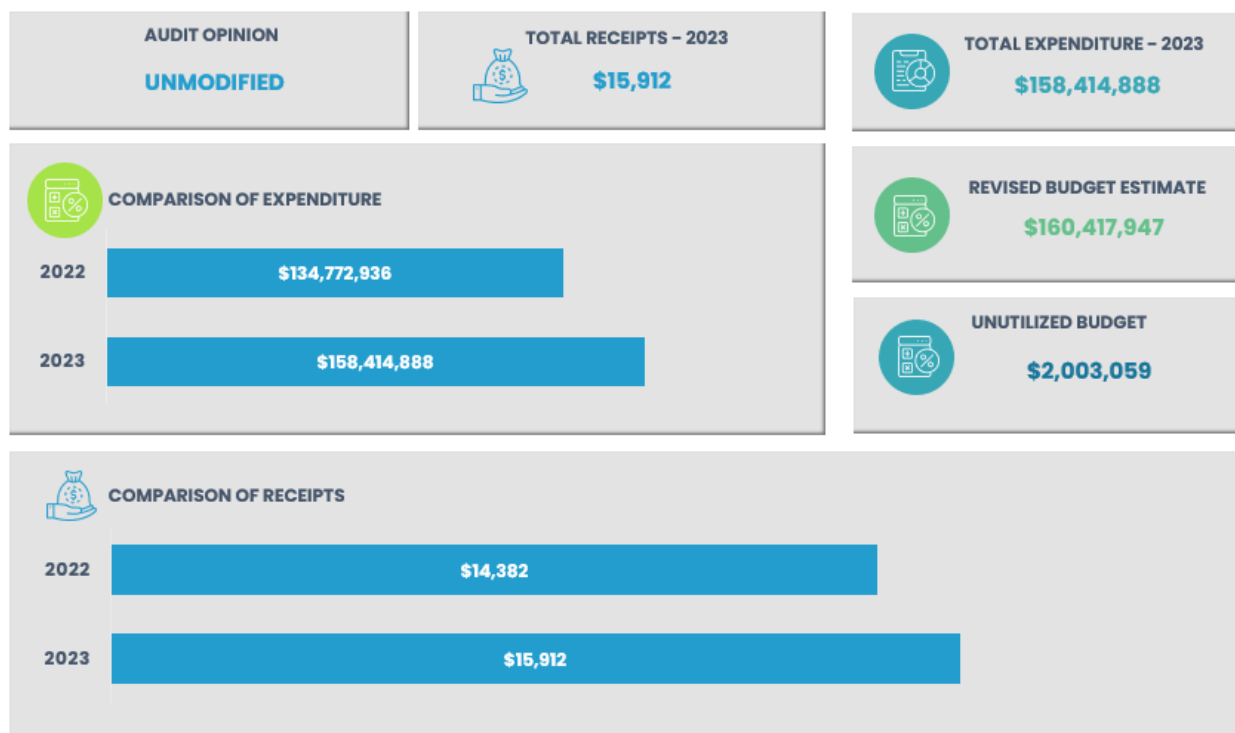 AUDIT OPINION
UNMODIFIED
TOTAL RECEIPTS – 2023
$15,912
TOTAL EXPENDITURE – 2023
$158,414,888
COMPARISON OF EXPENDITURE
2022
$134,772,936
2023
$158,414,888
REVISED BUDGET ESTIMATE
$160,417,947
UNUTILIZED BUDGET
$2,003,059
COMPARISON OF RECEIPTS
2022
$14,382
2023
$15,912